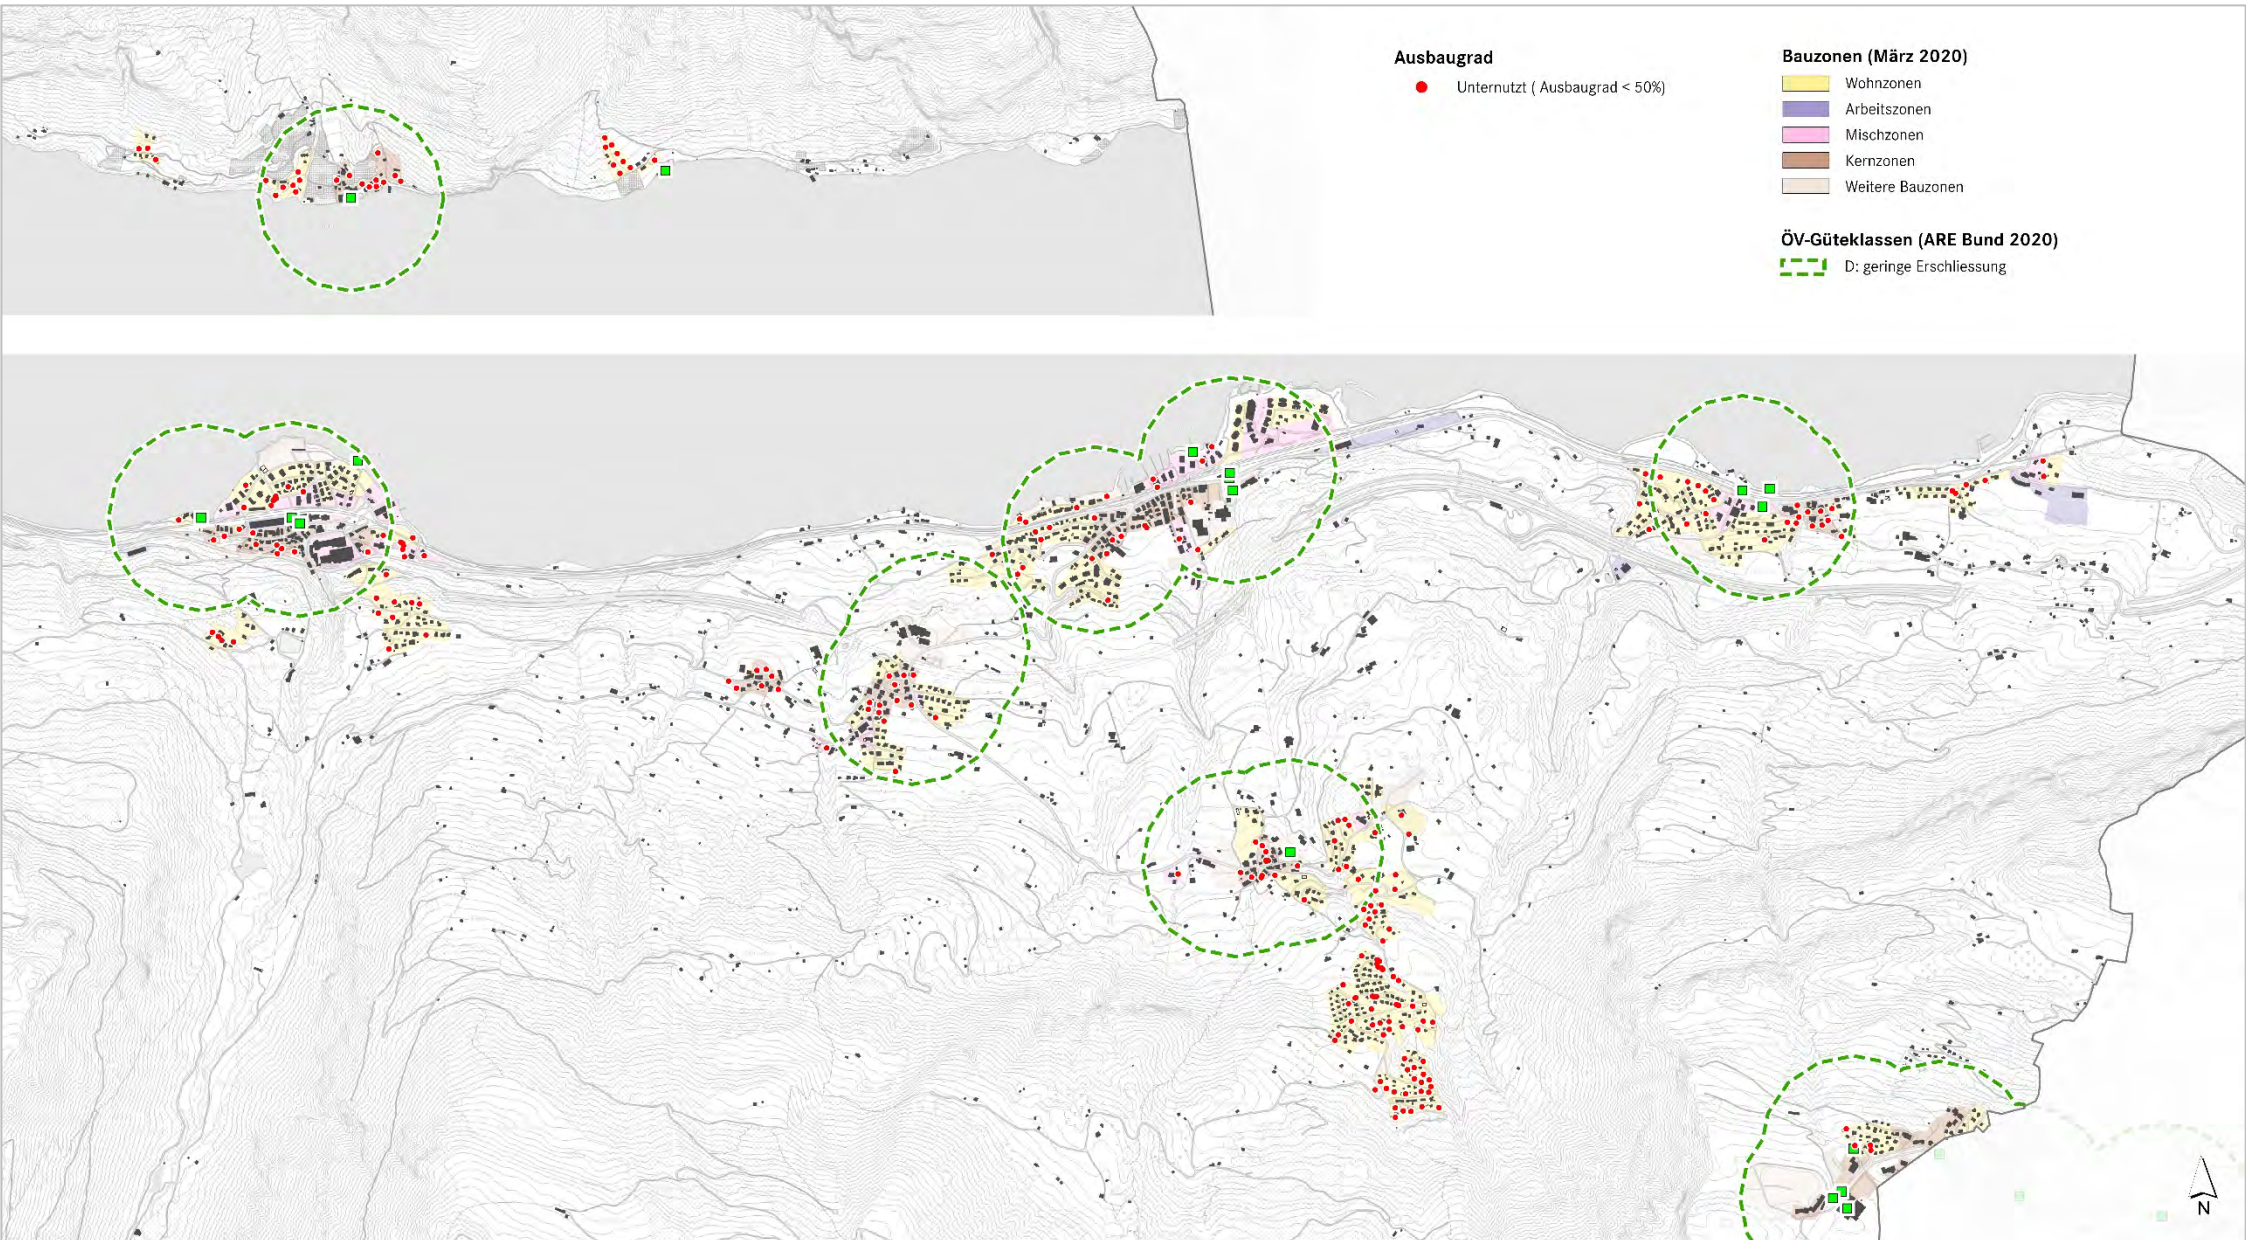 Ausbaugrad
Unternutzt ( Ausbaugrad < 50%)
Bauzonen (März 2020)
Wohnzonen
Arbeitszonen
Mischzonen
Kernzonen
Weitere Bauzonen
ÖV-Güteklassen (ARE Bund 2020)
D: geringe Erschliessung
N